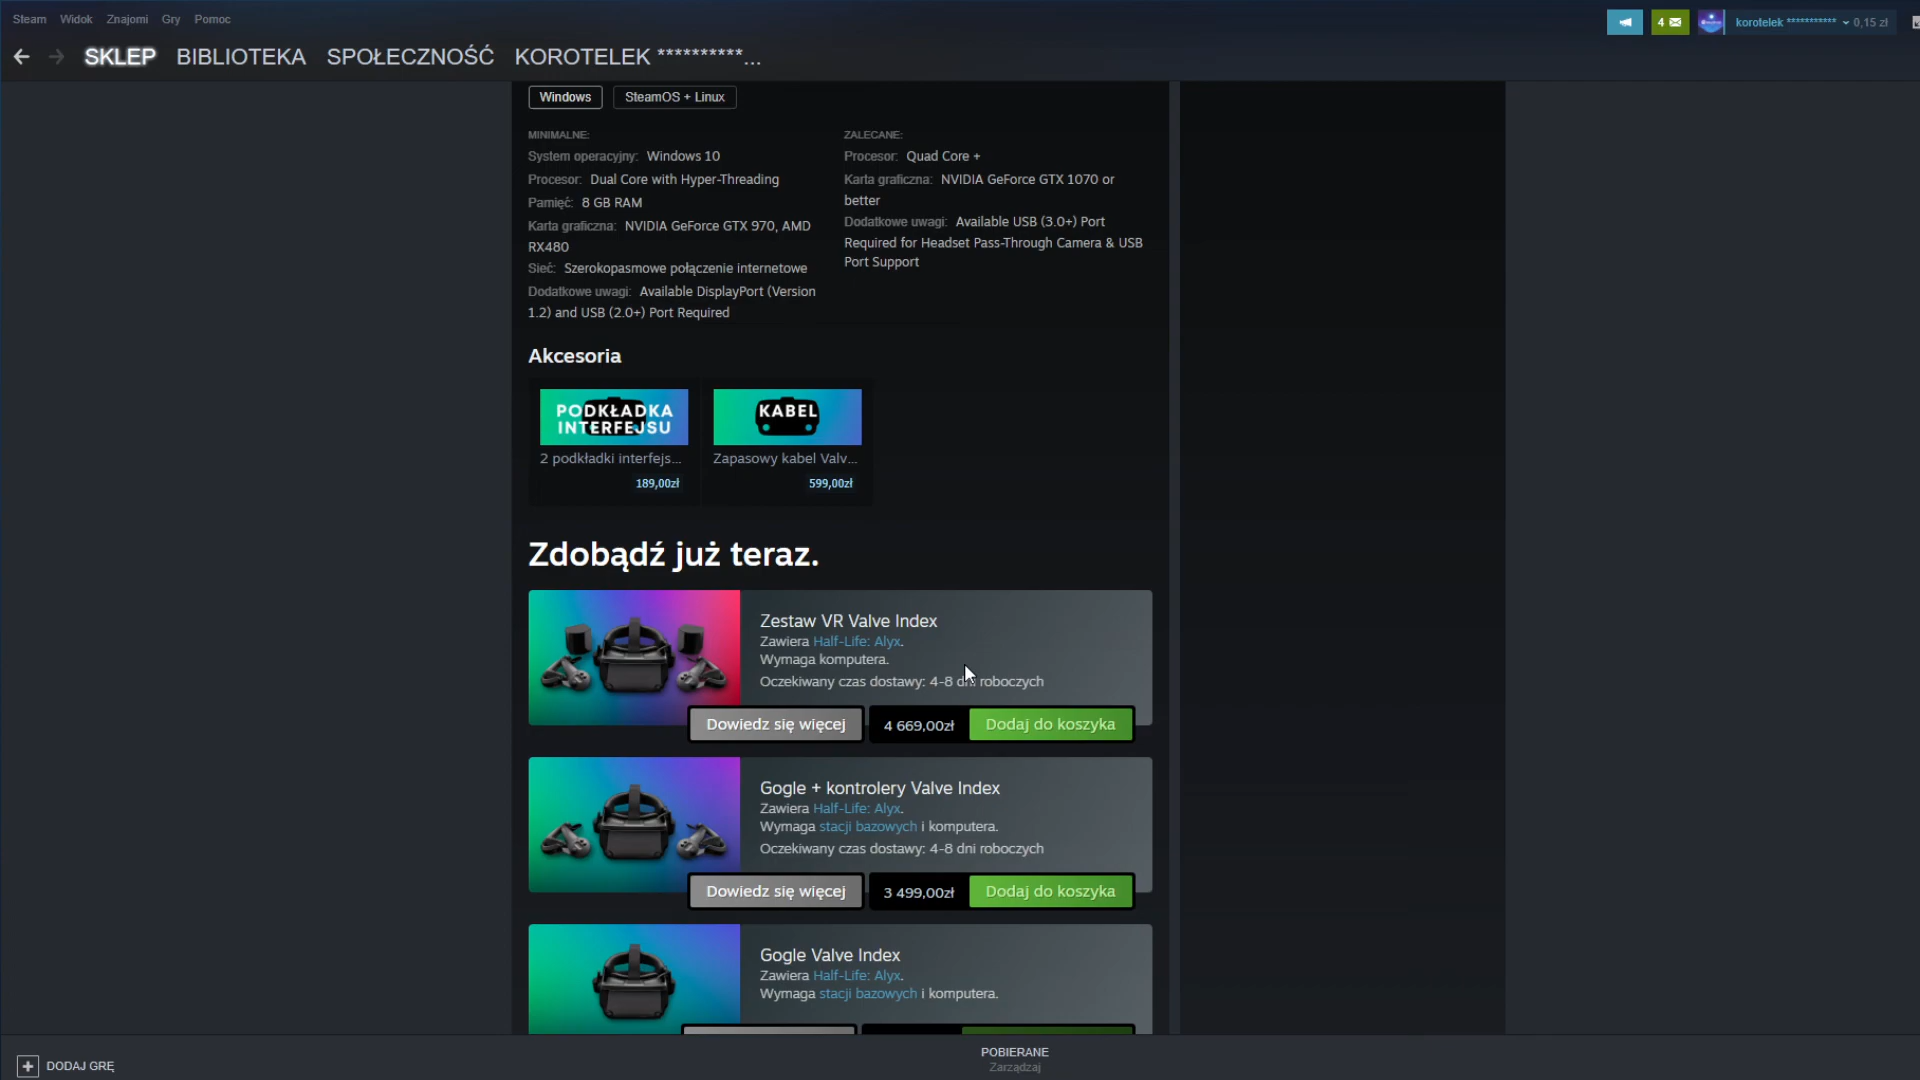 Steam Widok Znajomi Gry Pomoc
4 korotelek *********** 0,15 zł
SKLEP BIBLIOTEKA SPOŁECZNOŚĆ KOROTELEK **********...
Windows SteamOS + Linux
MINIMALNE:
System operacyjny: Windows 10
Procesor: Dual Core with Hyper-Threading
Pamięć: 8 GB RAM
Karta graficzna: NVIDIA GeForce GTX 970, AMD
RX480
Sieć: Szerokopasmowe połączenie internetowe
Dodatkowe uwagi: Available DisplayPort (Version
1.2) and USB (2.0+) Port Required
ZALECANE:
Procesor: Quad Core +
Karta graficzna: NVIDIA GeForce GTX 1070 or
better
Dodatkowe uwagi: Available USB (3.0+) Port
Required for Headset Pass-Through Camera & USB
Port Support
Akcesoria
PODKŁADKA
INTERFEJSU
2 podkładki interfejs...
189,00zł
KABEL
Zapasowy kabel Valv...
599,00zł
Zdobądź już teraz.
Zestaw VR Valve Index
Zawiera Half-Life: Alyx.
Wymaga komputera.
Oczekiwany czas dostawy: 4-8 dni roboczych
Dowiedz się więcej 4 669,00zł Dodaj do koszyka
Gogle + kontrolery Valve Index
Zawiera Half-Life: Alyx.
Wymaga stacji bazowych i komputera.
Oczekiwany czas dostawy: 4-8 dni roboczych
Dowiedz się więcej 3 499,00zł Dodaj do koszyka
Gogle Valve Index
Zawiera Half-Life: Alyx.
Wymaga stacji bazowych i komputera.
DODAJ GRĘ
POBIERANE
Zarządzaj